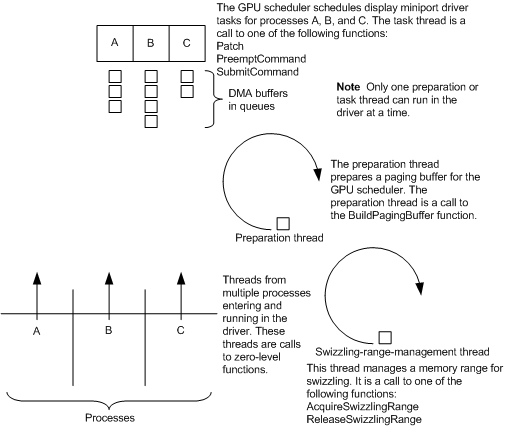 The GPU scheduler schedules display miniport driver
tasks for processes A, B, and C. The task thread is a
call to one of the following functions:
Patch
PreemptCommand
SubmitCommand
A B C
DMA buffers
in queues
Note Only one preparation or
task thread can run in the
driver at a time.
The preparation thread
prepares a paging buffer for the
GPU scheduler. The
preparation thread is a call to
the BuildPagingBuffer function.
Preparation thread
Threads from
multiple processes
entering and
running in the
driver. These
threads are calls
to zero-level
functions.
A B C
Processes
Swizzling-range-management thread
This thread manages a memory range for
swizzling. It is a call to one of the
following functions:
AcquireSwizzlingRange
ReleaseSwizzlingRange